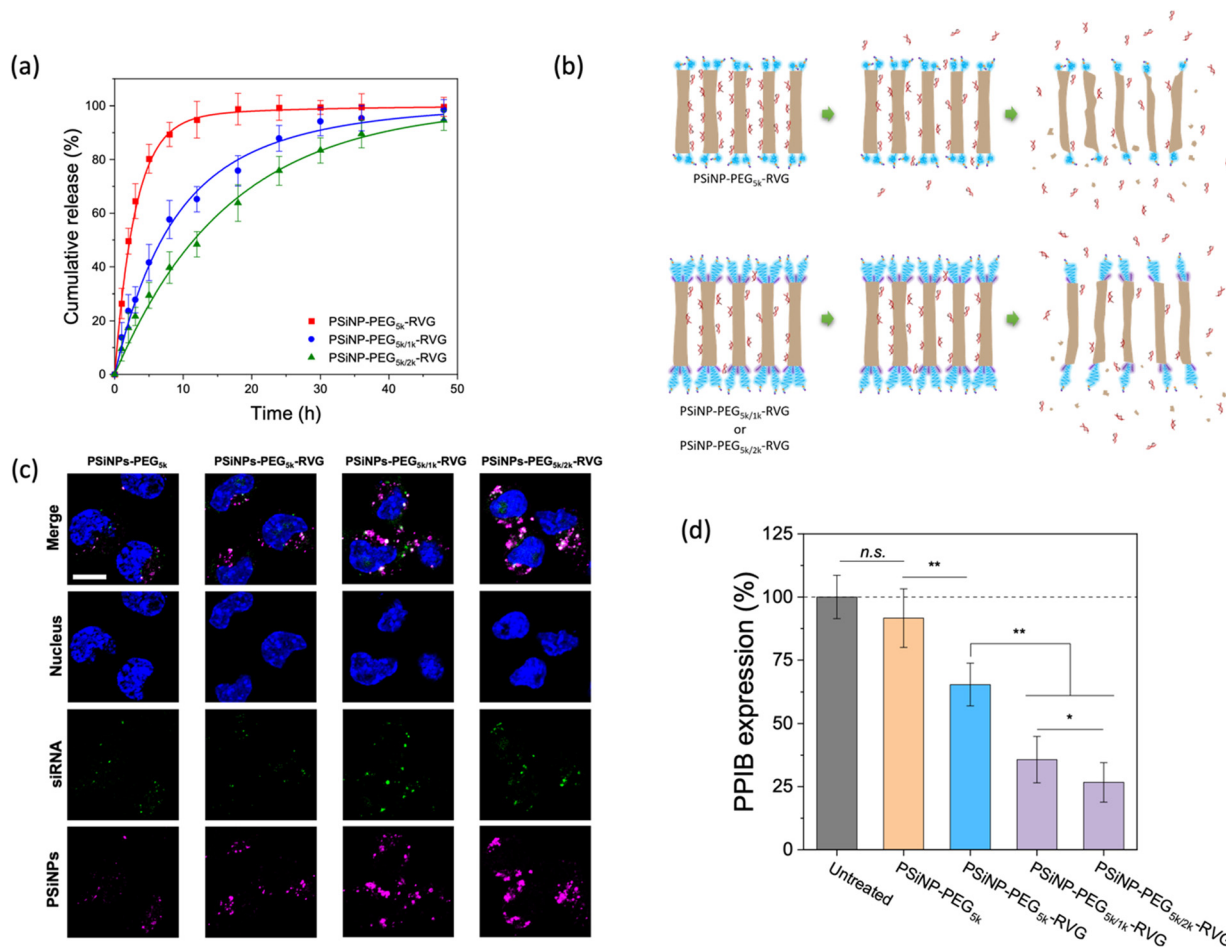 (a)
Cumulative release (%)
100
80
60
40
20
0
0 10 20 30 40 50
Time (h)
PSiNP-PEG5k-RVG
PSiNP-PEG5k/1k-RVG
PSiNP-PEG5k/2k-RVG
(b)
PSiNP-PEG5k-RVG
PSiNP-PEG5k/1k-RVG
or
PSiNP-PEG5k/2k-RVG
(c)
PSiNPs-PEG5k PSiNPs-PEG5k-RVG PSiNPs-PEG5k/1k-RVG PSiNPs-PEG5k/2k-RVG
Merge
Nucleus
siRNA
PSiNPs
(d)
PPIB expression (%)
125
100
75
50
25
0
n.s.
**
**
*
Untreated
PSiNP-PEG5k
PSiNP-PEG5k-RVG
PSiNP-PEG5k/1k-RVG
PSiNP-PEG5k/2k-RVG